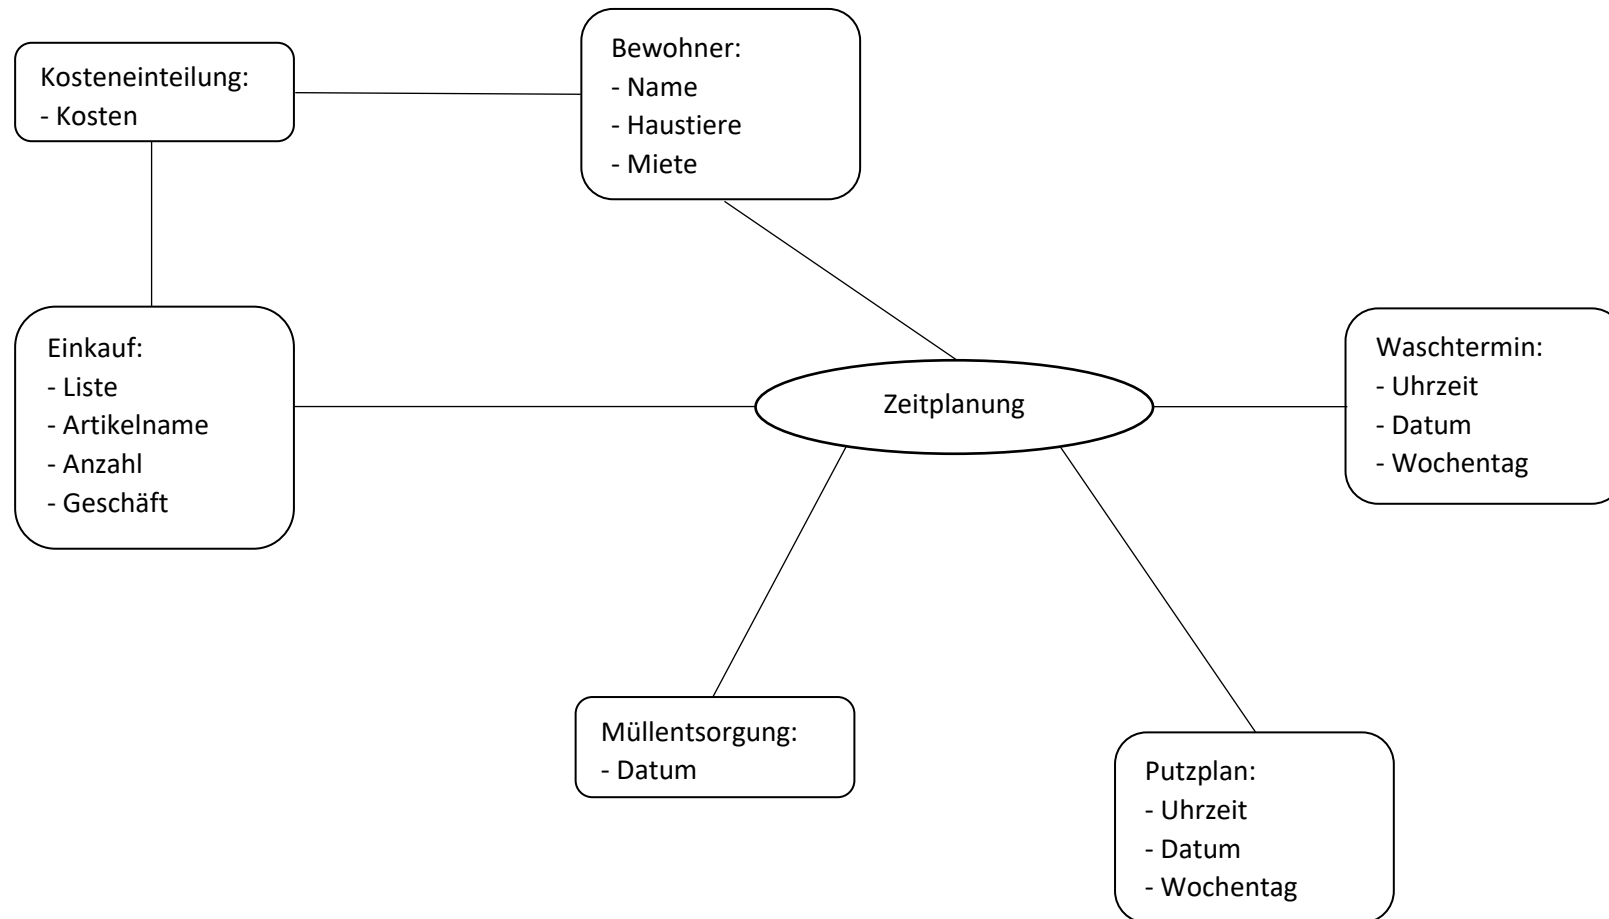 Kosteneinteilung:
- Kosten
Bewohner:
- Name
- Haustiere
- Miete
Einkauf:
- Liste
- Artikelname
- Anzahl
- Geschäft
Zeitplanung
Waschtermin:
- Uhrzeit
- Datum
- Wochentag
Müllentsorgung:
- Datum
Putzplan:
- Uhrzeit
- Datum
- Wochentag